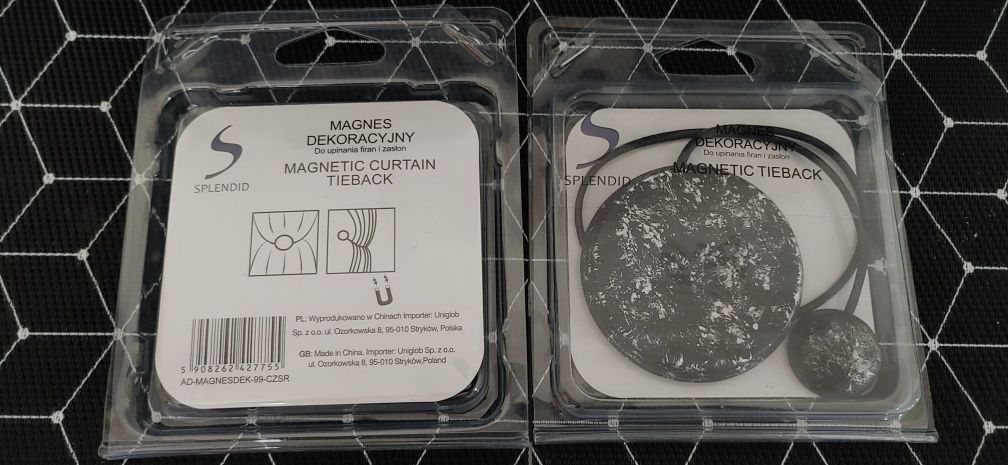 SPLENDID
MAGNES
DEKORACYJNY
Do upinania firan i zasłon
MAGNETIC CURTAIN
TIEBACK
PL: Wyprodukowano w Chinach Importer: Uniglob
Sp. z o.o. ul. Ozorkowska 8, 95-010 Stryków, Polska
GB: Made in China. Importer: Uniglob Sp. z o.o.
ul. Ozorkowska 8, 95-010 Stryków,Poland
5 908262 427755
AD-MAGNESDEK-99-CZSR
SPLENDID
MAGNES
DEKORACYJNY
Do upinania firan i zasłon
MAGNETIC TIEBACK